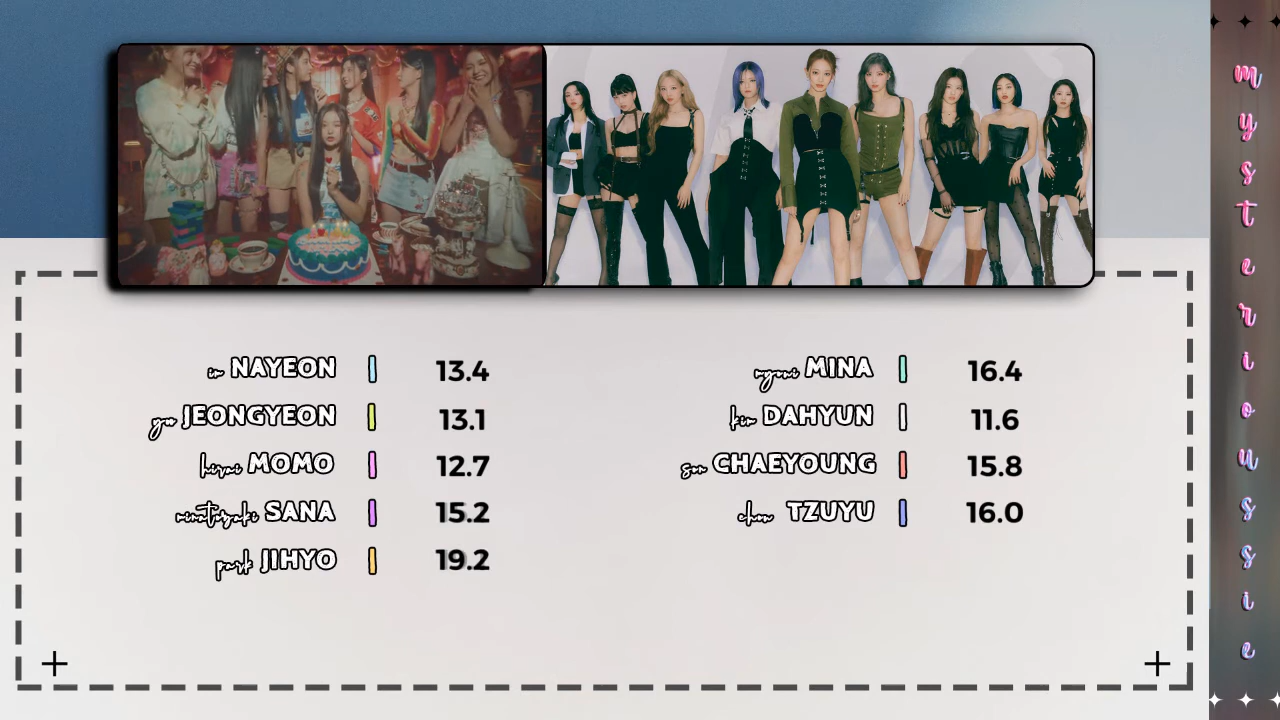 im NAYEON 13.4
yoo JEONGYEON 13.1
hirai MOMO 12.7
minatozaki SANA 15.2
park JIHYO 19.2
myoui MINA 16.4
kim DAHYUN 11.6
son CHAEYOUNG 15.8
chou TZUYU 16.0
mysterioussie